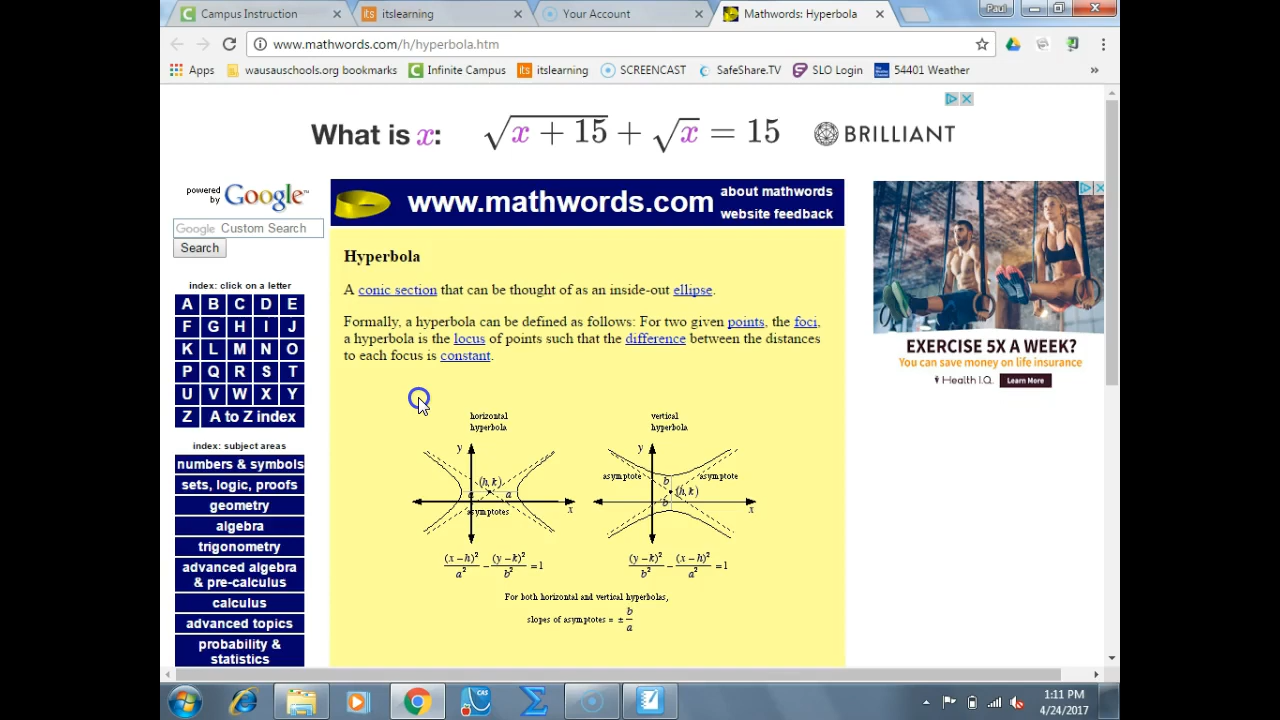 Campus Instruction
itslearning
Your Account
Mathwords: Hyperbola
Paul
www.mathwords.com/h/hyperbola.htm
Apps
wausauschools.org bookmarks
Infinite Campus
its itslearning
SCREENCAST
SafeShare.TV
SLO Login
54401 Weather
»
What is x: √x + 15 + √x = 15 BRILLIANT
powered by Google™
Google Custom Search
Search
index: click on a letter
A B C D E
F G H I J
K L M N O
P Q R S T
U V W X Y
Z A to Z index
index: subject areas
numbers & symbols
sets, logic, proofs
geometry
algebra
trigonometry
advanced algebra
& pre-calculus
calculus
advanced topics
probability &
statistics
www.mathwords.com
about mathwords
website feedback
Hyperbola
A conic section that can be thought of as an inside-out ellipse.
Formally, a hyperbola can be defined as follows: For two given points, the foci,
a hyperbola is the locus of points such that the difference between the distances
to each focus is constant.
horizontal
hyperbola
y
(h, k)
a a
x
asymptotes
(x−h)²/a² − (y−k)²/b² = 1
vertical
hyperbola
y
asymptote
asymptote
b
(h, k)
b
x
(y−k)²/b² − (x−h)²/a² = 1
For both horizontal and vertical hyperbolas,
slopes of asymptotes = ± b/a
EXERCISE 5X A WEEK?
You can save money on life insurance
Health I.Q. Learn More
CAS
1:11 PM
4/24/2017